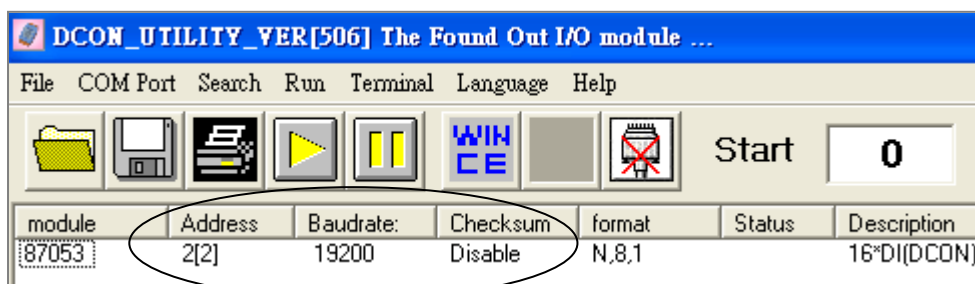 DCON_UTILITY_VER[506] The Found Out I/O module ...
File COM Port Search Run Terminal Language Help
WIN CE Start 0
module Address Baudrate: Checksum format Status Description
87053 2[2] 19200 Disable N,8,1 16*DI(DCON)